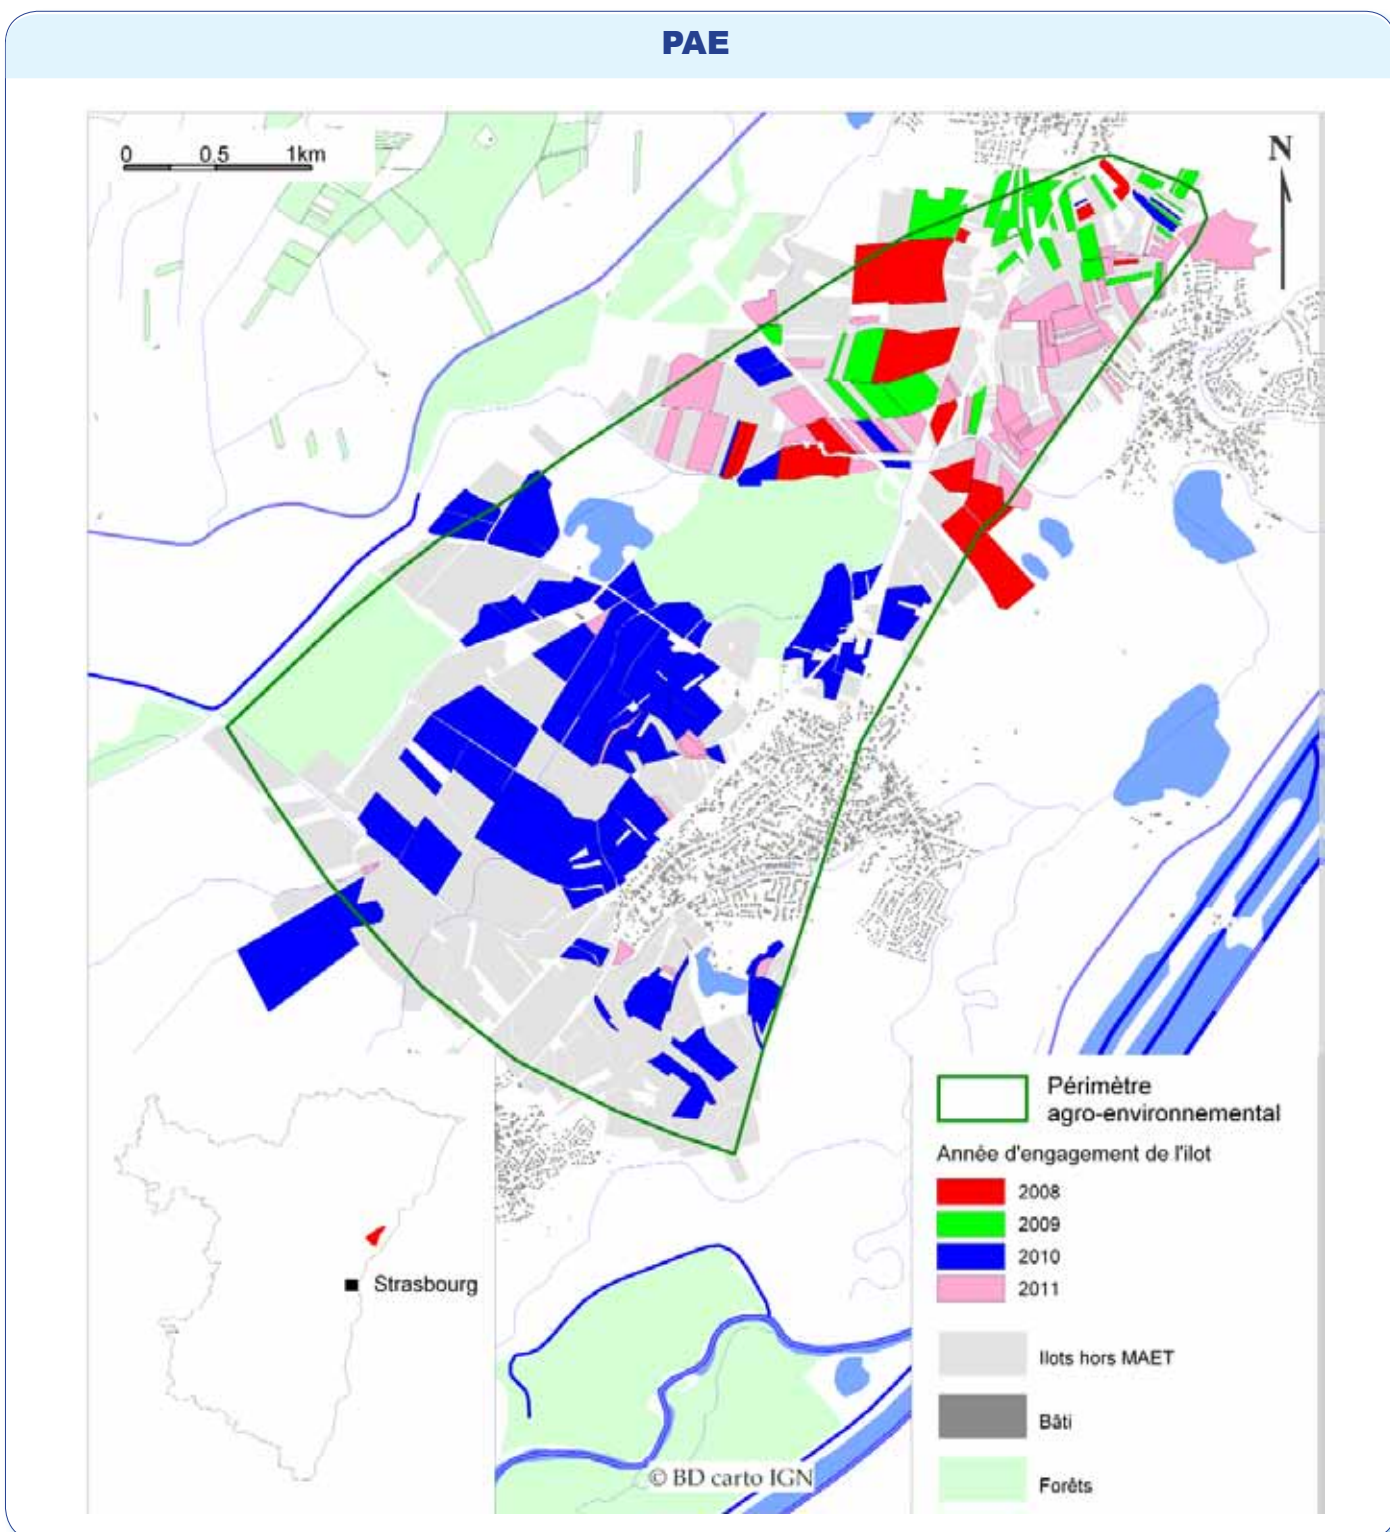 PAE
0 0.5 1km
N
Périmètre
agro-environnemental
Année d'engagement de l'îlot
2008
2009
2010
2011
Strasbourg
Ilots hors MAET
Bâti
© BD carto IGN
Forêts